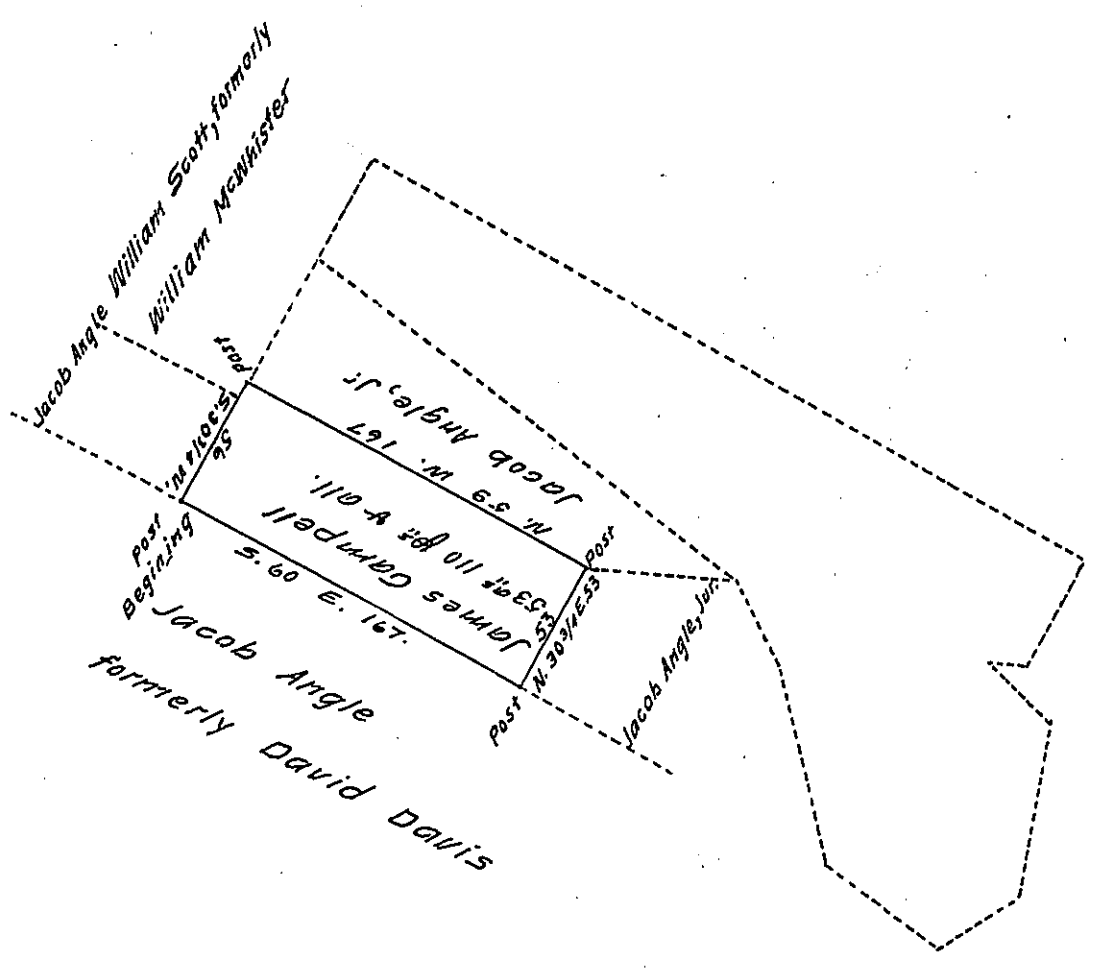 Jacob Angle William Scott, formerly
William McWhister
Post
S. 30 1/4 W.
56
Jacob Angle, Jr
N. 59 W. 167
53 a.s 110 p.s & all.
James Gampell
S. 60 E. 167.
Post
Begining
Post
53
N. 30 3/4 E. 53
Post
Jacob Angle, Jur.
Jacob Angle
formerly David Davis